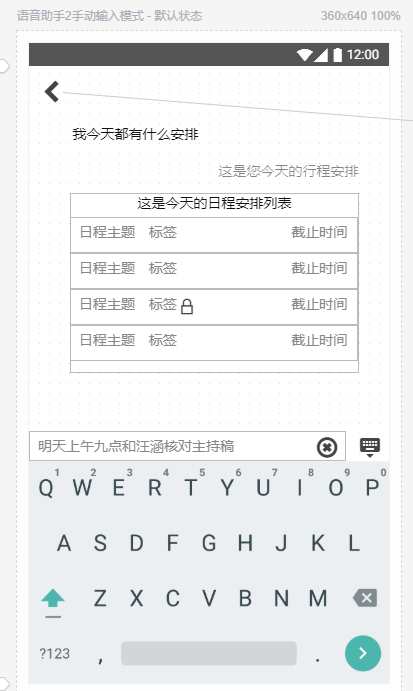 语音助手2手动输入模式 - 默认状态 360x640 100%
12:00
我今天都有什么安排
这是您今天的行程安排
这是今天的日程安排列表
日程主题 标签 截止时间
日程主题 标签 截止时间
日程主题 标签 截止时间
日程主题 标签 截止时间
明天上午九点和汪涵核对主持稿
1 2 3 4 5 6 7 8 9 0
Q W E R T Y U I O P
A S D F G H J K L
Z X C V B N M
?123 , .